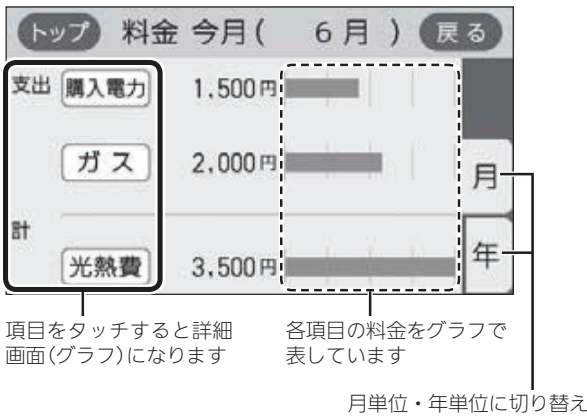 トップ 料金 今月( 6月 ) 戻る
支出 購入電力 1,500円
ガス 2,000円 月
計
光熱費 3,500円 年
項目をタッチすると詳細
画面(グラフ)になります
各項目の料金をグラフで
表しています
月単位・年単位に切り替え